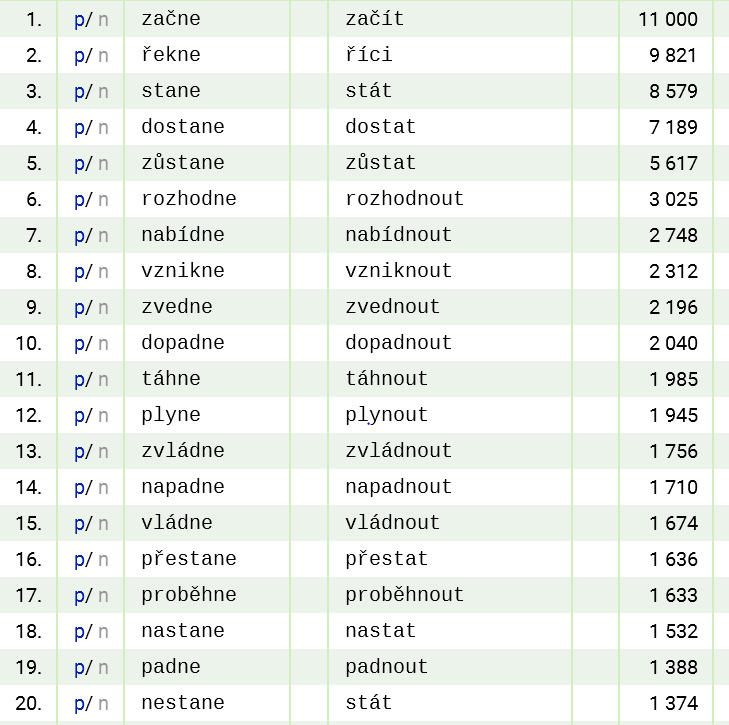 1. p/ n začne začít 11 000
2. p/ n řekne říci 9 821
3. p/ n stane stát 8 579
4. p/ n dostane dostat 7 189
5. p/ n zůstane zůstat 5 617
6. p/ n rozhodne rozhodnout 3 025
7. p/ n nabídne nabídnout 2 748
8. p/ n vznikne vzniknout 2 312
9. p/ n zvedne zvednout 2 196
10. p/ n dopadne dopadnout 2 040
11. p/ n táhne táhnout 1 985
12. p/ n plyne plynout 1 945
13. p/ n zvládne zvládnout 1 756
14. p/ n napadne napadnout 1 710
15. p/ n vládne vládnout 1 674
16. p/ n přestane přestat 1 636
17. p/ n proběhne proběhnout 1 633
18. p/ n nastane nastat 1 532
19. p/ n padne padnout 1 388
20. p/ n nestane stát 1 374